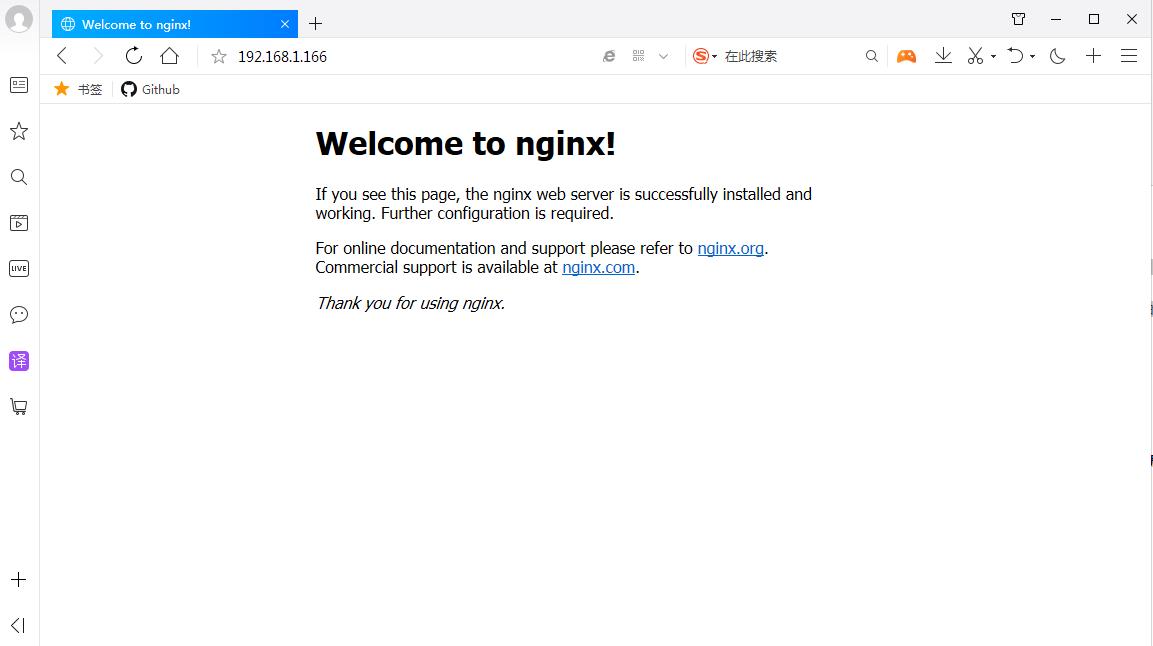 Welcome to nginx!
192.168.1.166
在此搜索
书签
Github
LIVE
译
Welcome to nginx!
If you see this page, the nginx web server is successfully installed and
working. Further configuration is required.
For online documentation and support please refer to nginx.org.
Commercial support is available at nginx.com.
Thank you for using nginx.